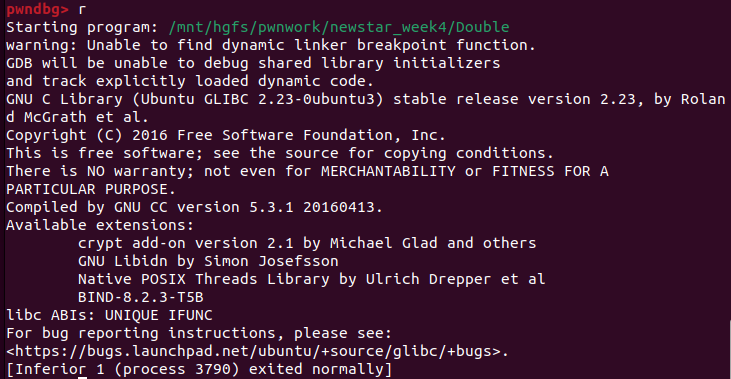 pwndbg> r
Starting program: /mnt/hgfs/pwnwork/newstar_week4/Double
warning: Unable to find dynamic linker breakpoint function.
GDB will be unable to debug shared library initializers
and track explicitly loaded dynamic code.
GNU C Library (Ubuntu GLIBC 2.23-0ubuntu3) stable release version 2.23, by Rolan
d McGrath et al.
Copyright (C) 2016 Free Software Foundation, Inc.
This is free software; see the source for copying conditions.
There is NO warranty; not even for MERCHANTABILITY or FITNESS FOR A
PARTICULAR PURPOSE.
Compiled by GNU CC version 5.3.1 20160413.
Available extensions:
        crypt add-on version 2.1 by Michael Glad and others
        GNU Libidn by Simon Josefsson
        Native POSIX Threads Library by Ulrich Drepper et al
        BIND-8.2.3-T5B
libc ABIs: UNIQUE IFUNC
For bug reporting instructions, please see:
<https://bugs.launchpad.net/ubuntu/+source/glibc/+bugs>.
[Inferior 1 (process 3790) exited normally]